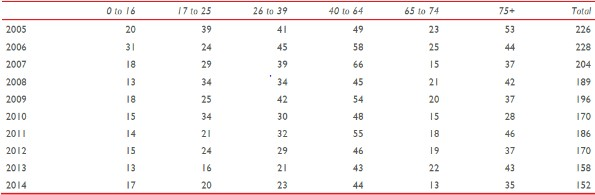 0 to 16 17 to 25 26 to 39 40 to 64 65 to 74 75+ Total
2005 20 39 41 49 23 53 226
2006 31 24 45 58 25 44 228
2007 18 29 39 66 15 37 204
2008 13 34 34 45 21 42 189
2009 18 25 42 54 20 37 196
2010 15 34 30 48 15 28 170
2011 14 21 32 55 18 46 186
2012 15 24 29 46 19 37 170
2013 13 16 21 43 22 43 158
2014 17 20 23 44 13 35 152